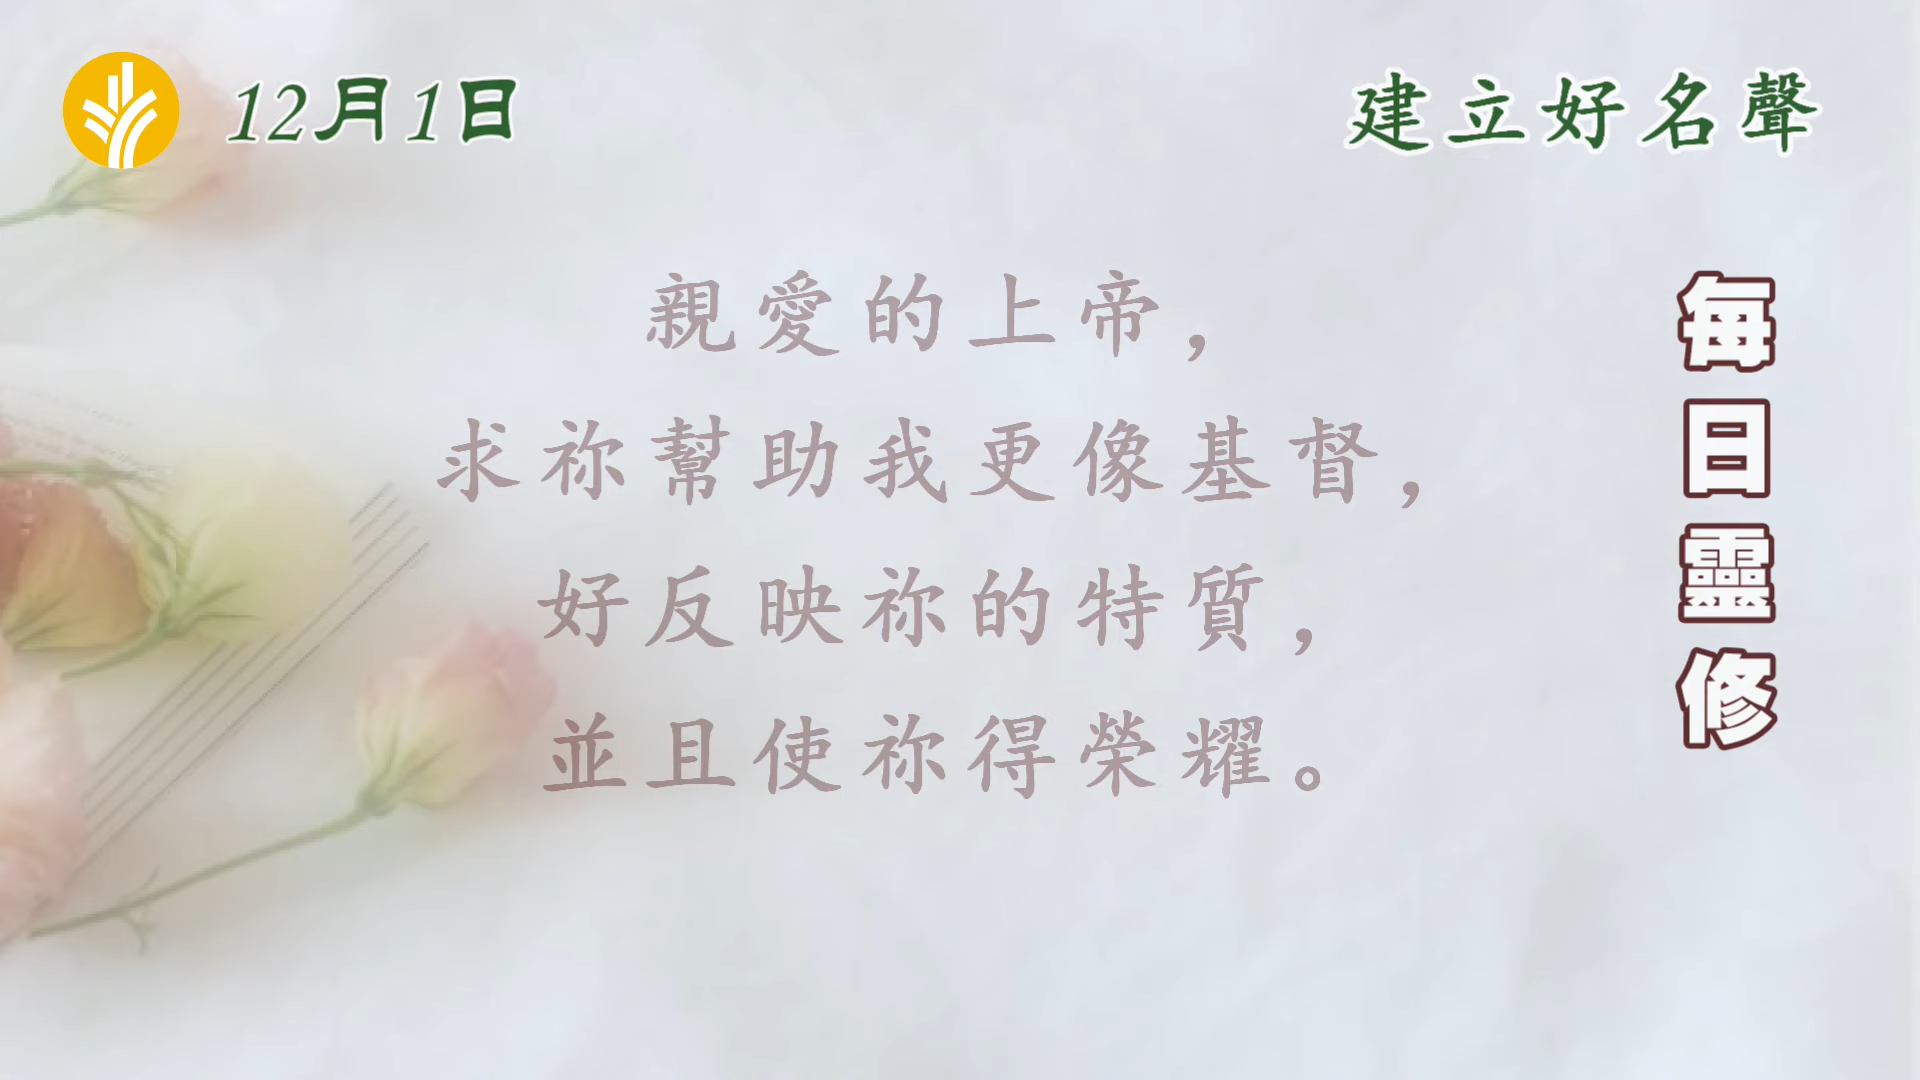 12月1日
建立好名聲
親愛的上帝，
求祢幫助我更像基督，
好反映祢的特質，
並且使祢得榮耀。
每日靈修